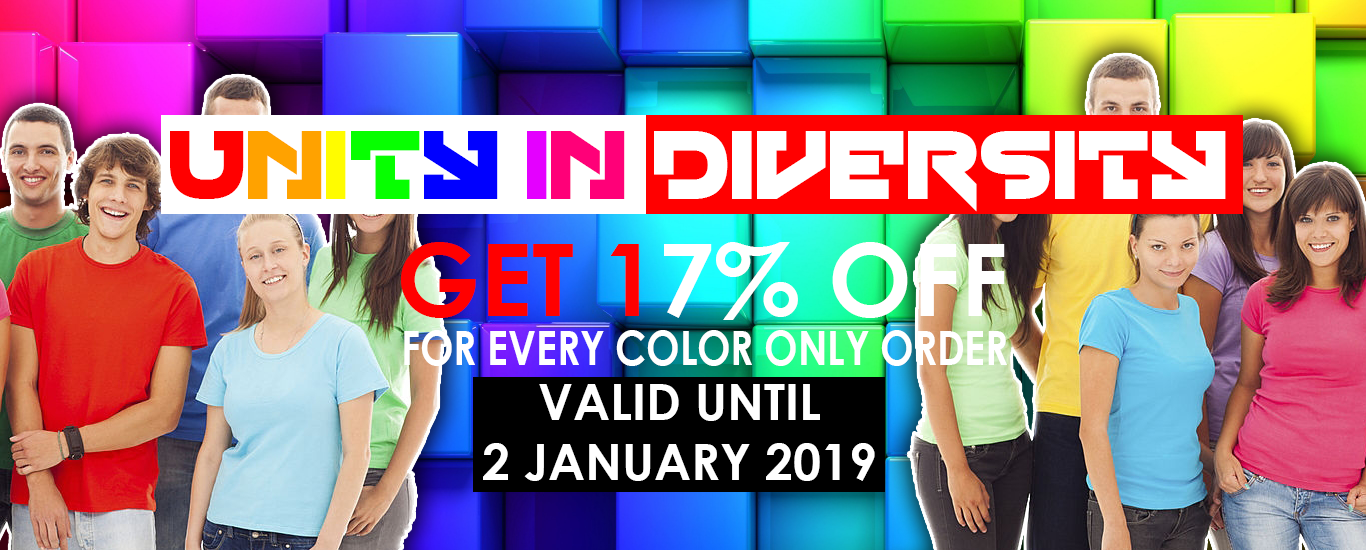 UNITY IN DIVERSITY
GET 17% OFF
FOR EVERY COLOR ONLY ORDER
VALID UNTIL
2 JANUARY 2019